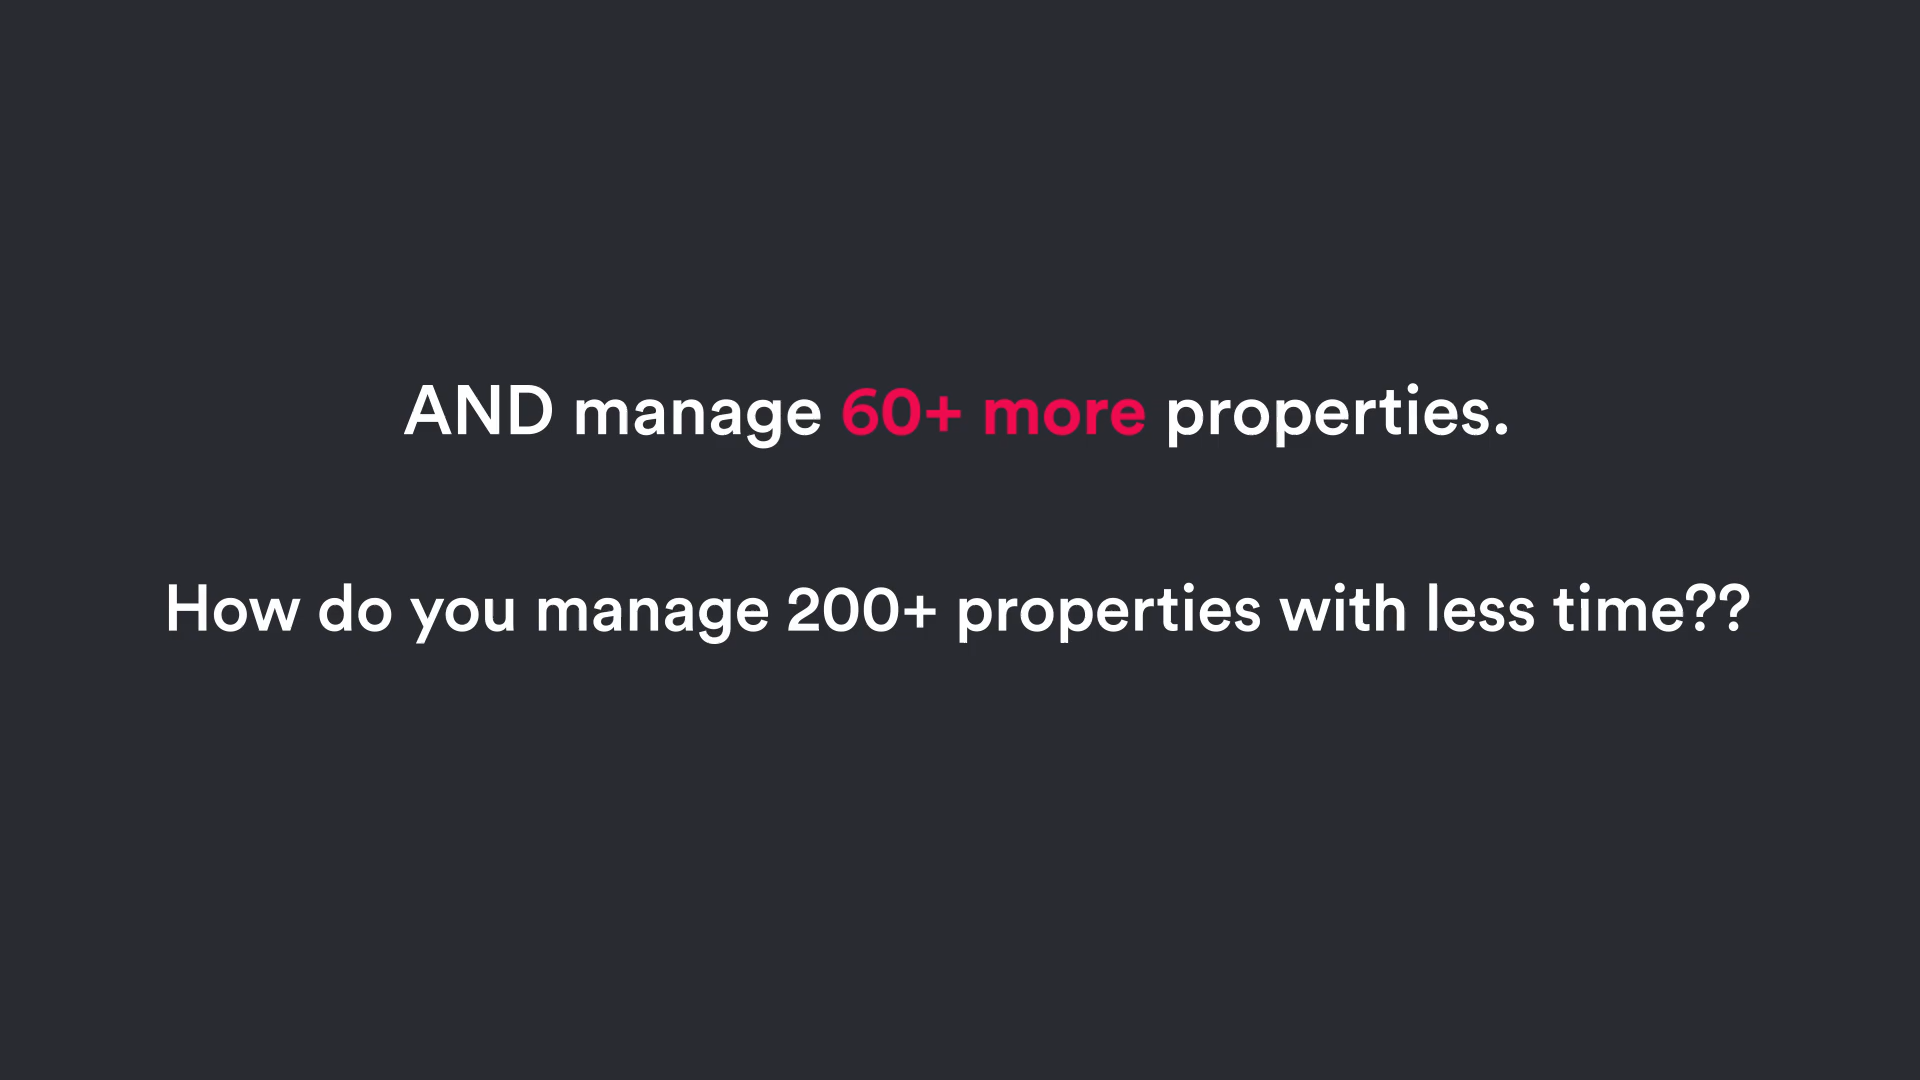 AND manage 60+ more properties.
How do you manage 200+ properties with less time??